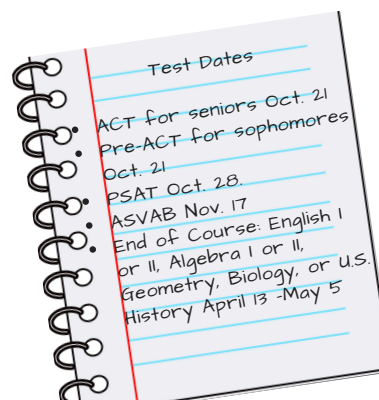 Test Dates
ACT for seniors Oct. 21
Pre-ACT for sophomores
Oct. 21
PSAT Oct. 28.
ASVAB Nov. 17
End of Course: English I
or II, Algebra I or II,
Geometry, Biology, or U.S.
History April 13 -May 5